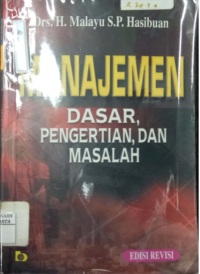 Drs. H. Malayu S.P. Hasibuan
MANAJEMEN
DASAR,
PENGERTIAN, DAN
MASALAH
EDISI REVISI